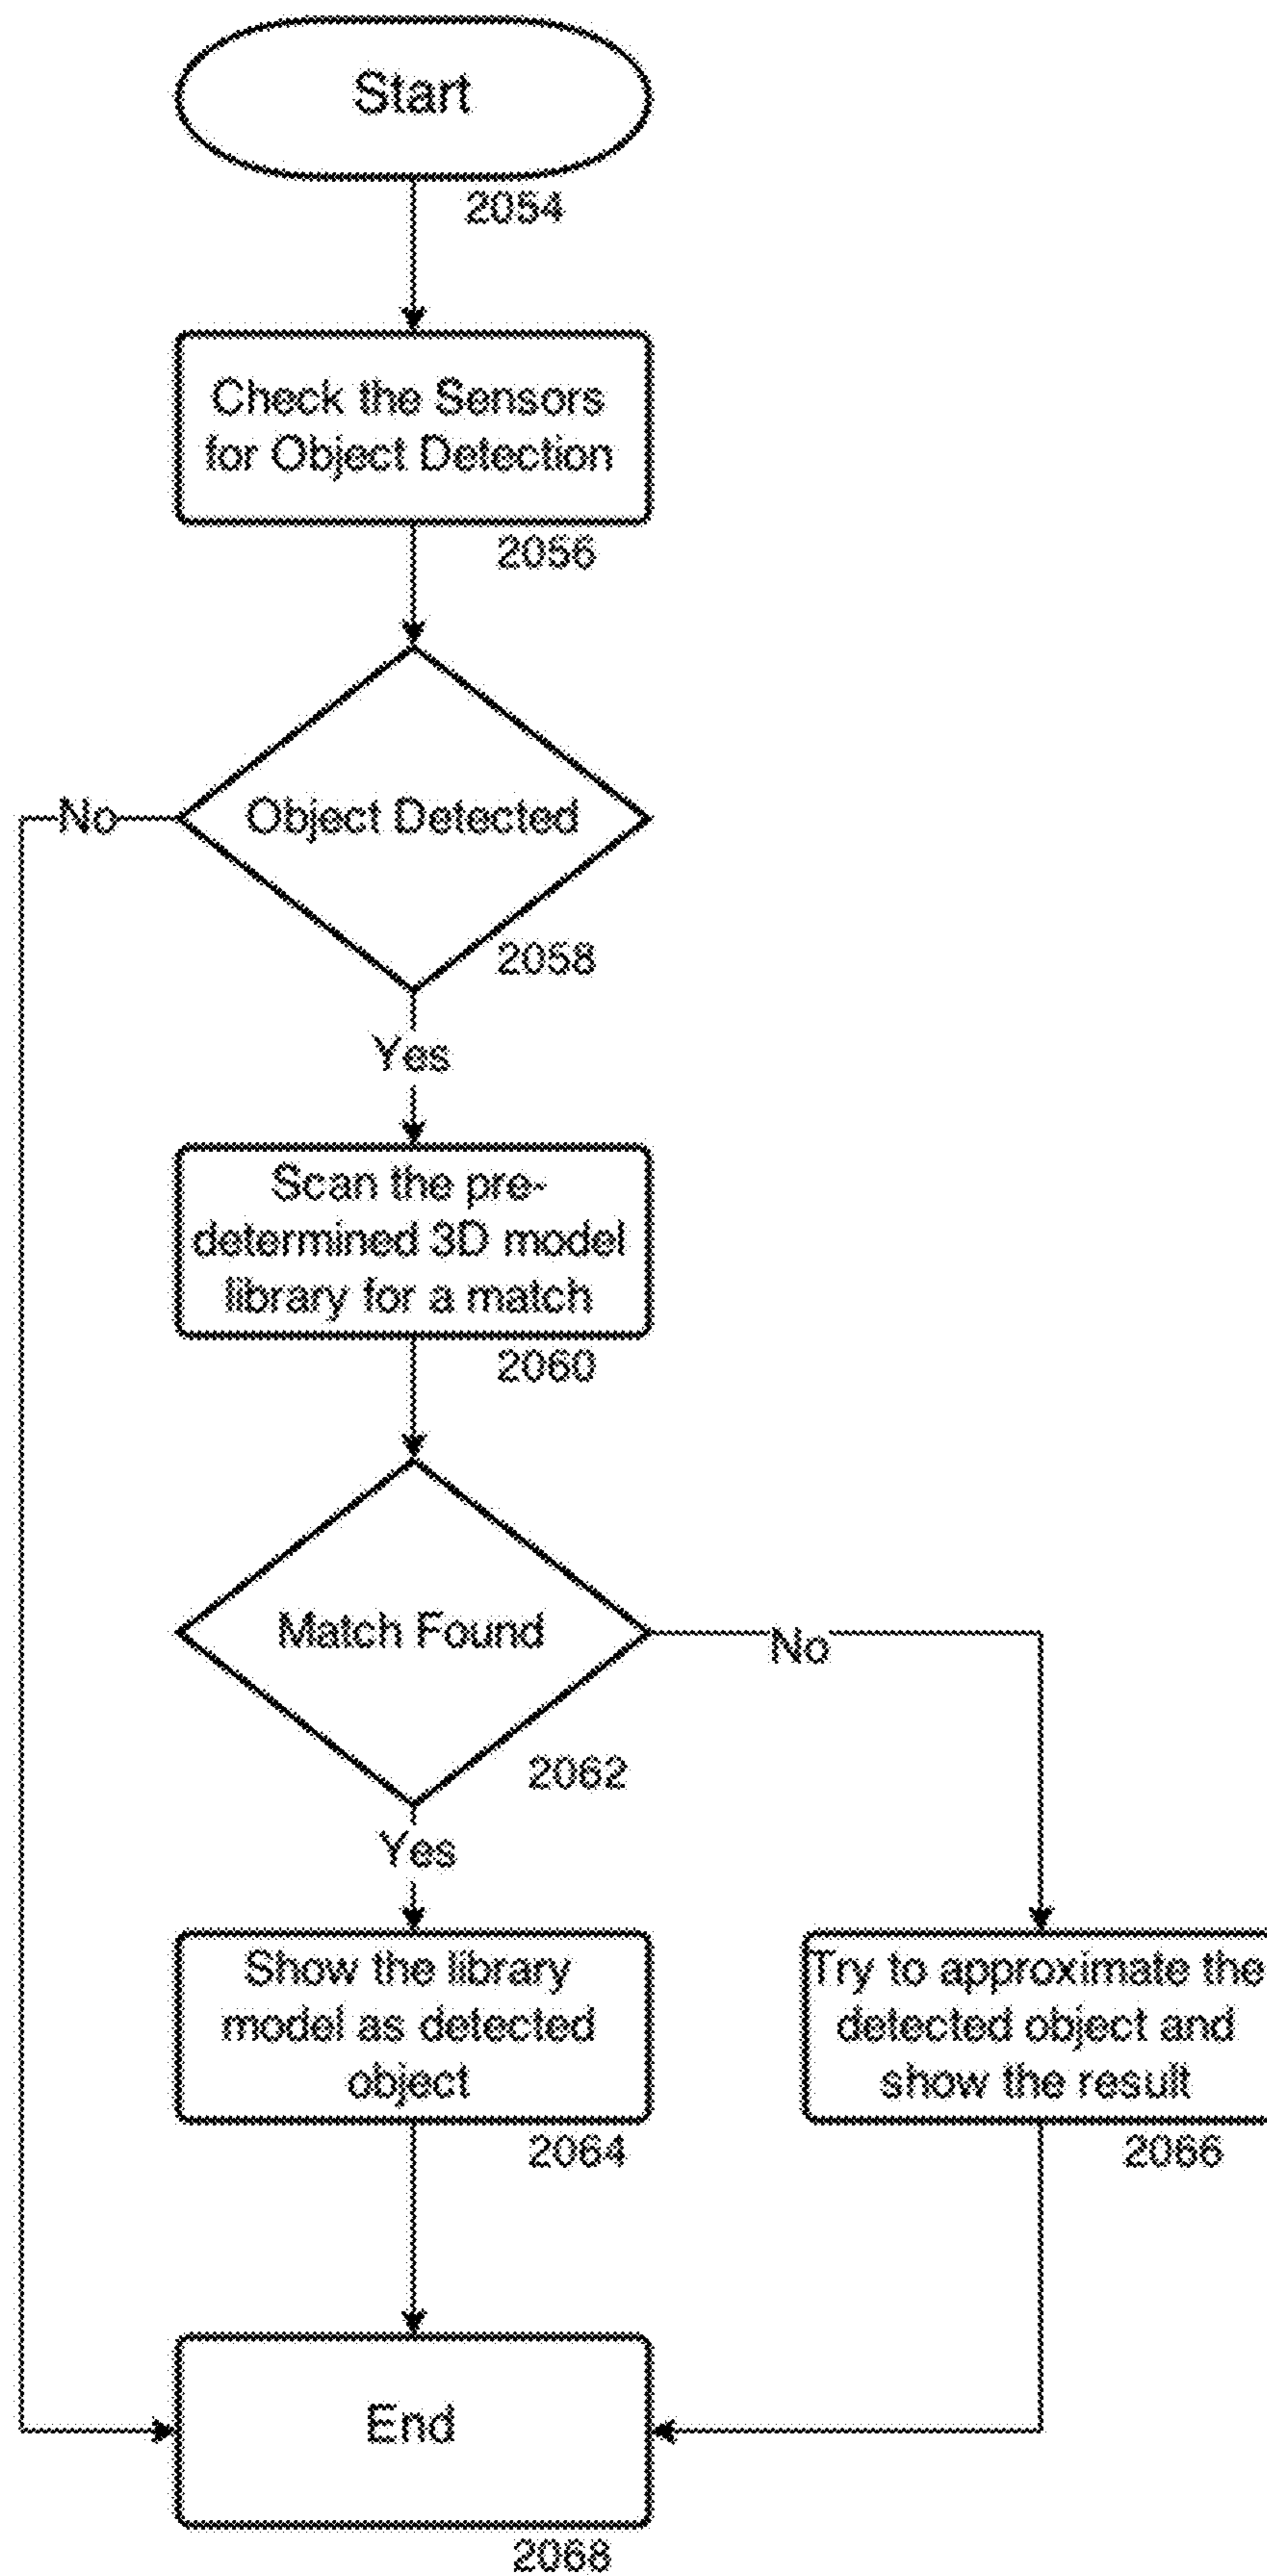 Start
2054
Check the Sensors
for Object Detection
2056
Object Detected
No
2058
Yes
Scan the pre-
determined 3D model
library for a match
2060
Match Found
No
2062
Yes
Show the library
model as detected
object
2064
Try to approximate the
detected object and
show the result
2066
End
2068